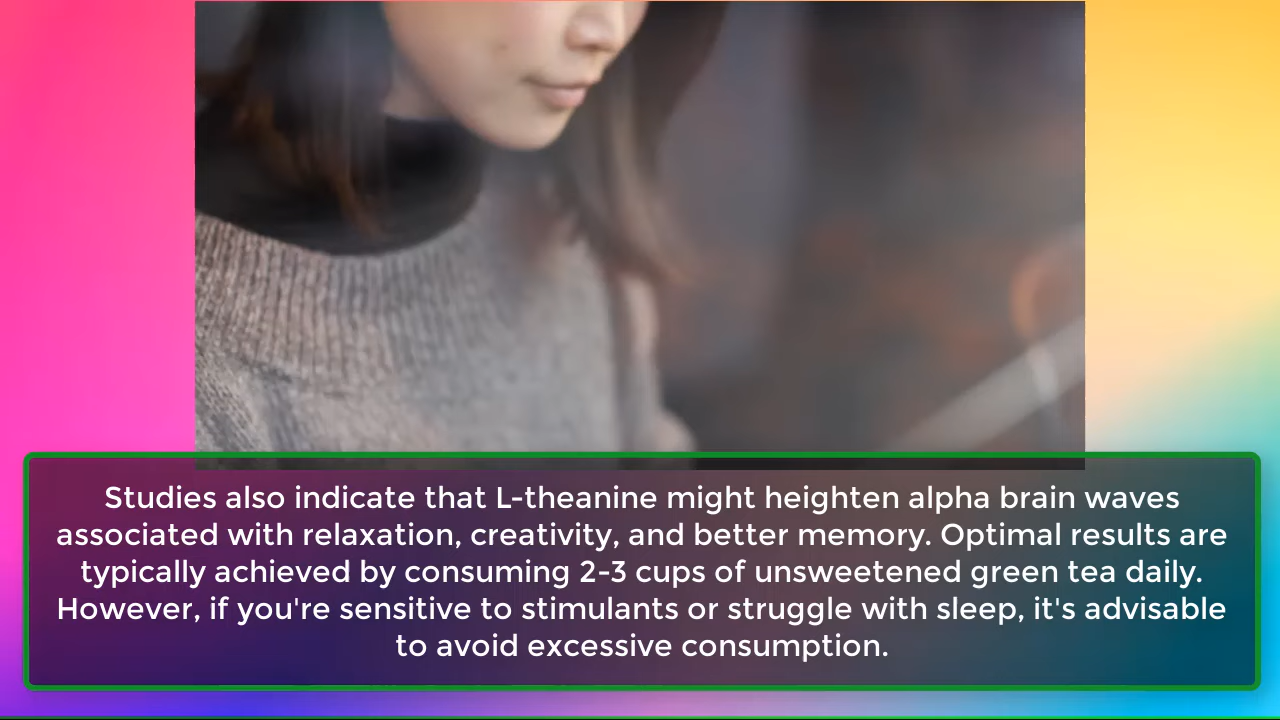 Studies also indicate that L-theanine might heighten alpha brain waves
associated with relaxation, creativity, and better memory. Optimal results are
typically achieved by consuming 2-3 cups of unsweetened green tea daily.
However, if you're sensitive to stimulants or struggle with sleep, it's advisable
to avoid excessive consumption.